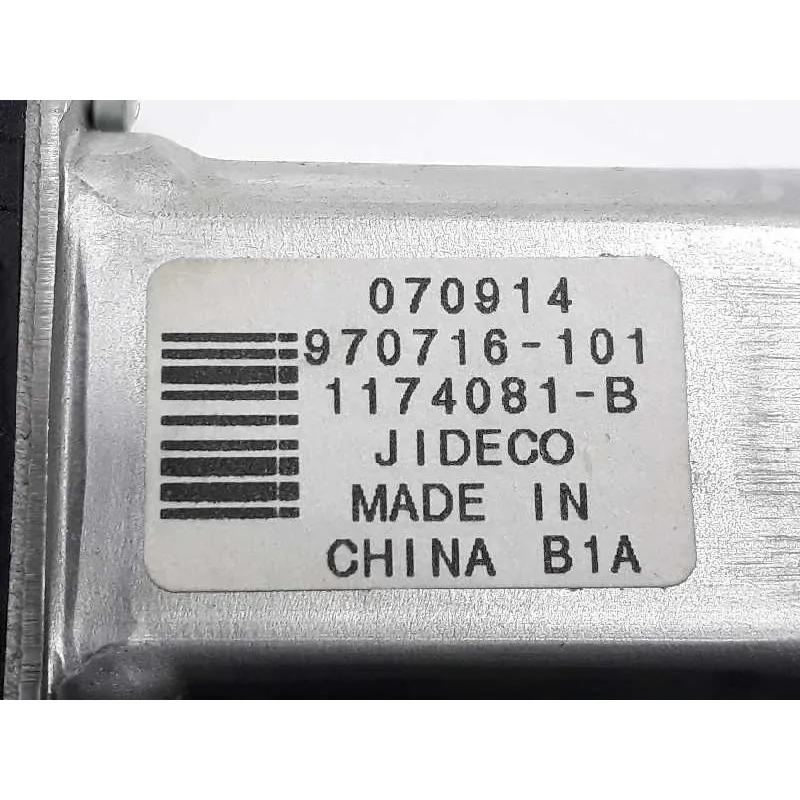 070914
970716-101
1174081-B
JIDECO
MADE IN
CHINA B1A